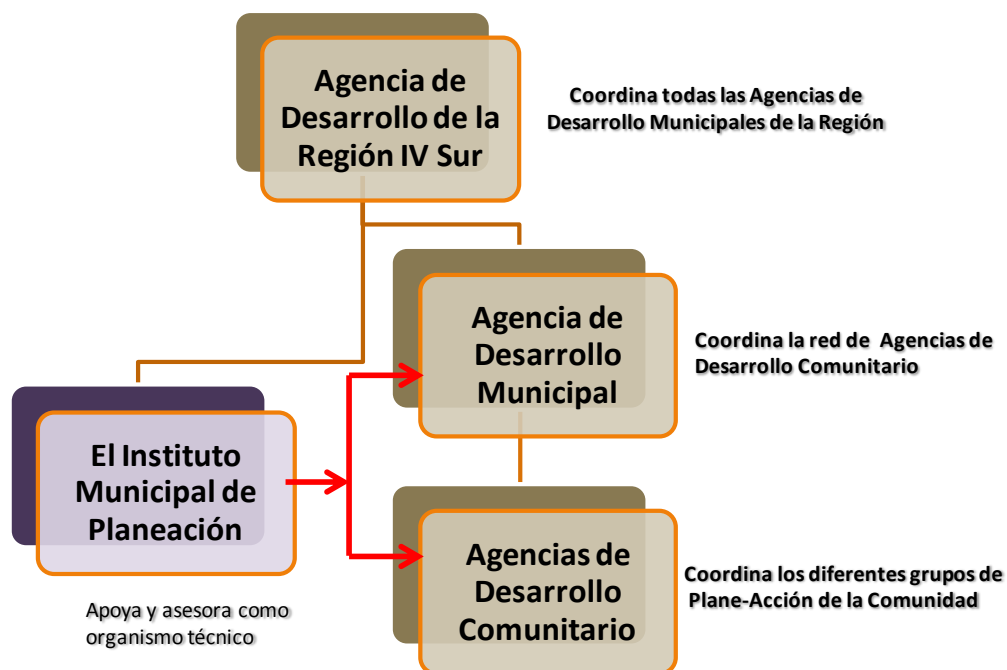 Agencia de
Desarrollo de la
Región IV Sur
Coordina todas las Agencias de
Desarrollo Municipales de la Región
Agencia de
Desarrollo
Municipal
Coordina la red de Agencias de
Desarrollo Comunitario
El Instituto
Municipal de
Planeación
Apoya y asesora como
organismo técnico
Agencias de
Desarrollo
Comunitario
Coordina los diferentes grupos de
Plane-Acción de la Comunidad